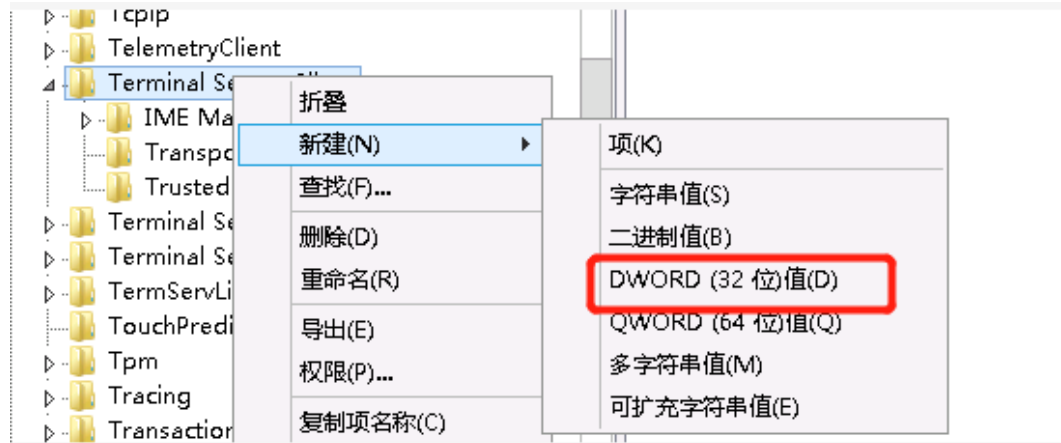 Tcpip
TelemetryClient
Terminal Se
IME Ma
Transpo
Trusted
Terminal Se
Terminal Se
TermServLi
TouchPredi
Tpm
Tracing
Transaction
折叠
新建(N)
查找(F)...
删除(D)
重命名(R)
导出(E)
权限(P)...
复制项名称(C)
项(K)
字符串值(S)
二进制值(B)
DWORD (32 位)值(D)
QWORD (64 位)值(Q)
多字符串值(M)
可扩充字符串值(E)